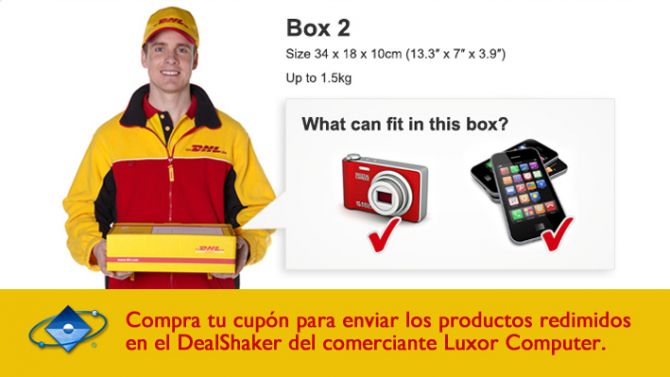 DHL
DHL
Box 2
Size 34 x 18 x 10cm (13.3″ x 7″ x 3.9″)
Up to 1.5kg
What can fit in this box?
DHL
Compra tu cupón para enviar los productos redimidos
en el DealShaker del comerciante Luxor Computer.